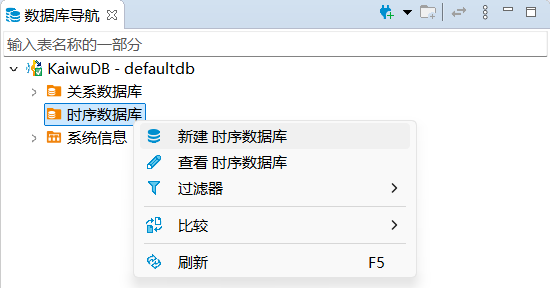 数据库导航
输入表名称的一部分
KaiwuDB - defaultdb
关系数据库
时序数据库
系统信息
新建 时序数据库
查看 时序数据库
过滤器
比较
刷新 F5